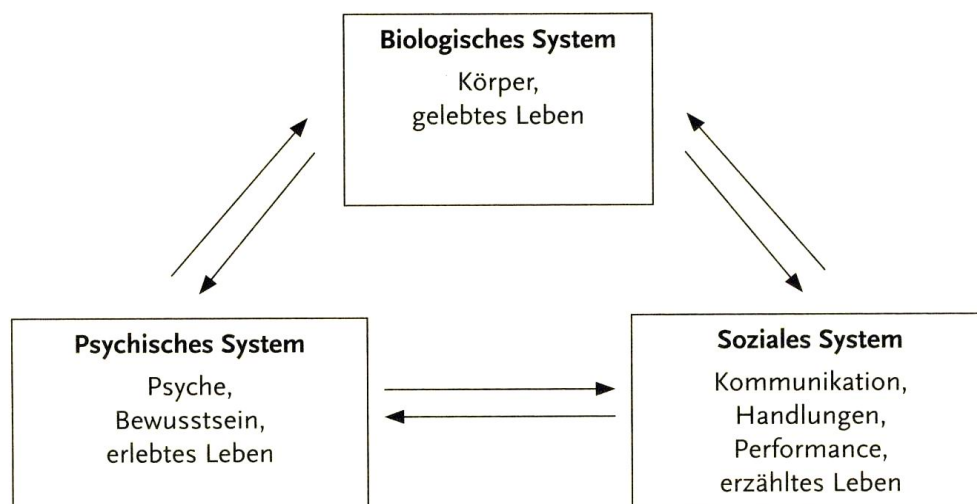 Biologisches System
Körper,
gelebtes Leben
Psychisches System
Psyche,
Bewusstsein,
erlebtes Leben
Soziales System
Kommunikation,
Handlungen,
Performance,
erzähltes Leben